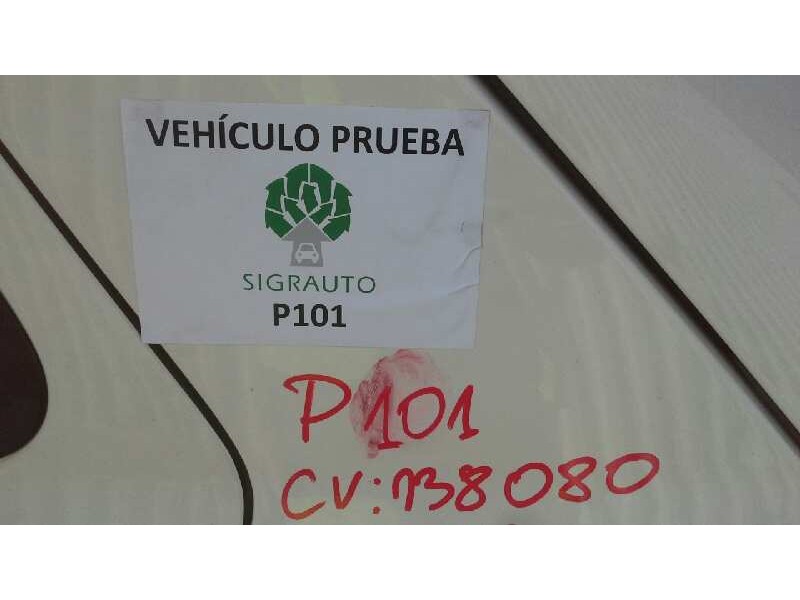 VEHÍCULO PRUEBA
SIGRAUTO
P101
P101
CV: 138080